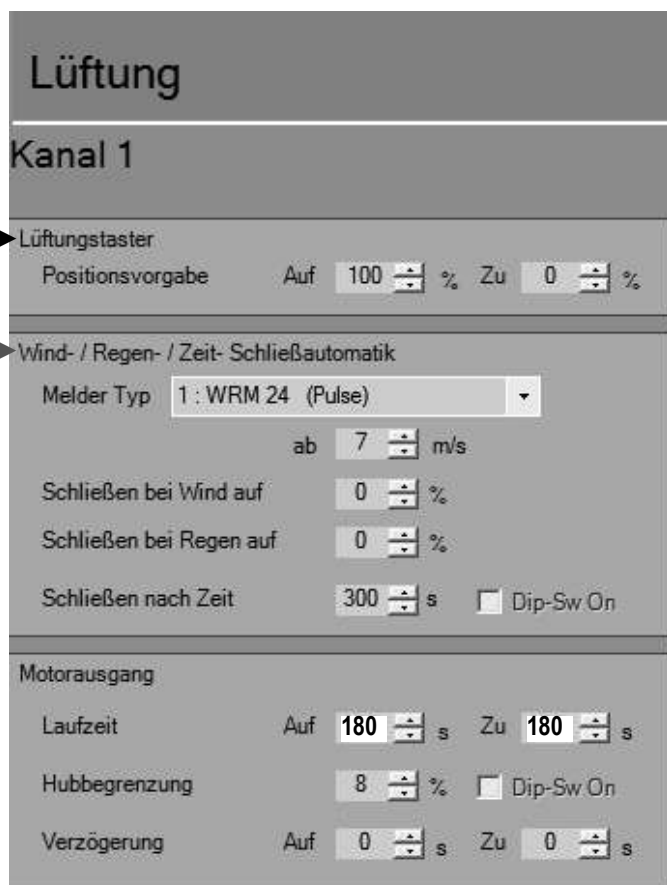 Lüftung
Kanal 1
Lüftungstaster
Positionsvorgabe Auf 100 % Zu 0 %
Wind- / Regen- / Zeit- Schließautomatik
Melder Typ 1 : WRM 24 (Pulse)
ab 7 m/s
Schließen bei Wind auf 0 %
Schließen bei Regen auf 0 %
Schließen nach Zeit 300 s Dip-Sw On
Motorausgang
Laufzeit Auf 180 s Zu 180 s
Hubbegrenzung 8 % Dip-Sw On
Verzögerung Auf 0 s Zu 0 s